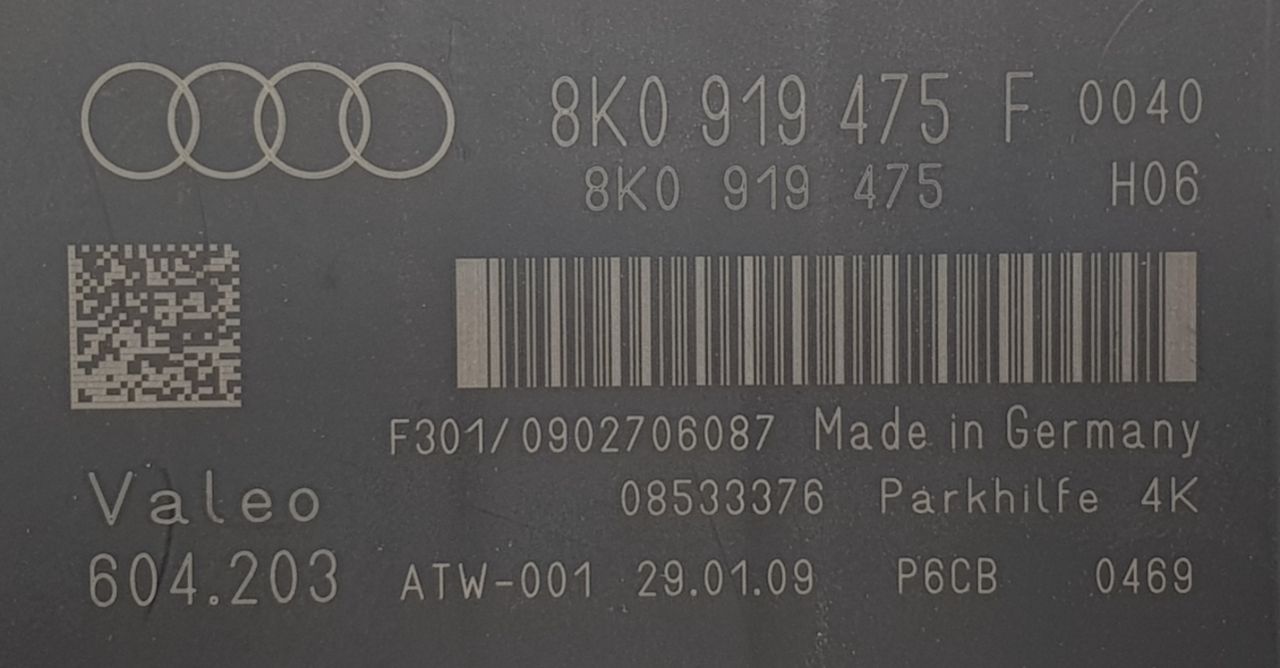 8K0 919 475 F 0040
8K0 919 475 H06
F301/0902706087 Made in Germany
Valeo 08533376 Parkhilfe 4K
604.203 ATW-001 29.01.09 P6CB 0469